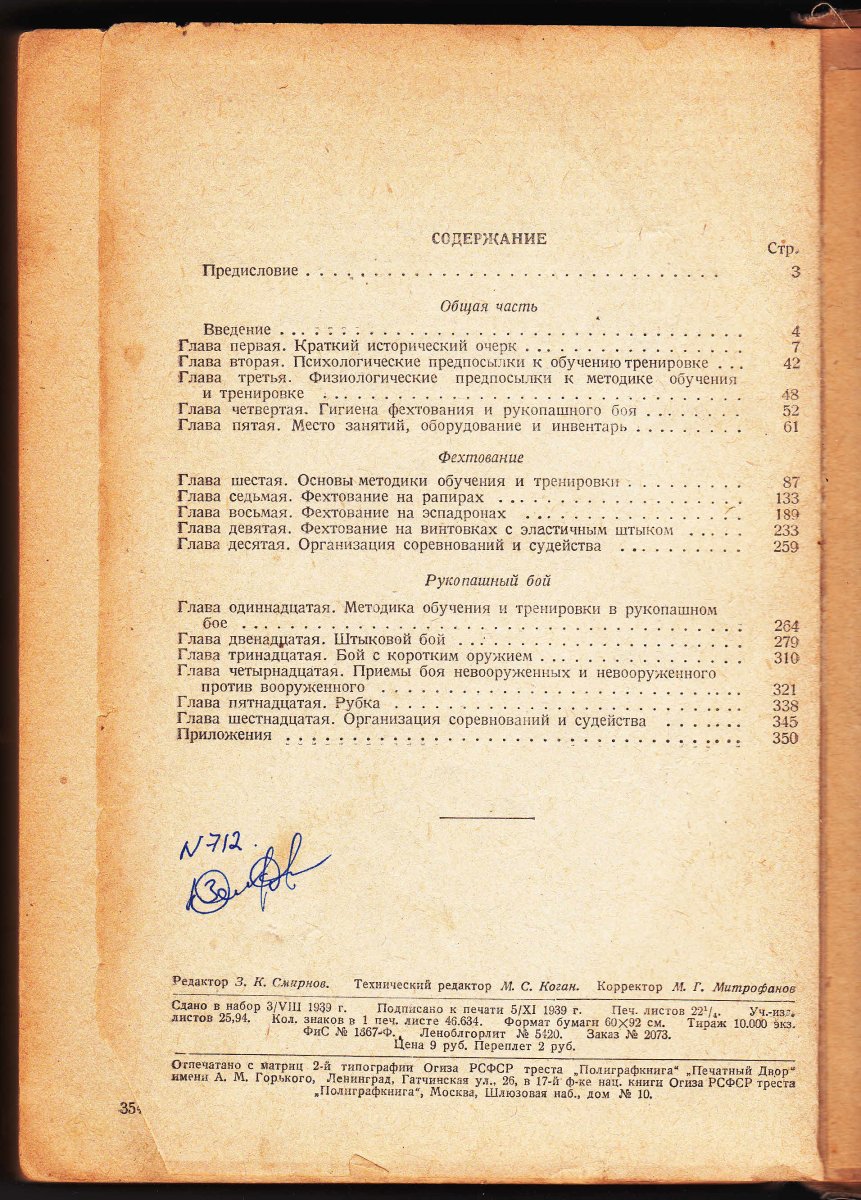 СОДЕРЖАНИЕ
Стр.
Предисловие . . . . . . . . . . . . . . . . . . . . . . . . . . . . . . 3
Общая часть
Введение . . . . . . . . . . . . . . . . . . . . . . . . . . . . . . 4
Глава первая. Краткий исторический очерк . . . . . . . . . . . . . . . 7
Глава вторая. Психологические предпосылки к обучению тренировке . . . 42
Глава третья. Физиологические предпосылки к методике обучения
и тренировке . . . . . . . . . . . . . . . . . . . . . . . . . . . 48
Глава четвертая. Гигиена фехтования и рукопашного боя . . . . . . . . 52
Глава пятая. Место занятий, оборудование и инвентарь . . . . . . . . . 61
Фехтование
Глава шестая. Основы методики обучения и тренировки . . . . . . . . . 87
Глава седьмая. Фехтование на рапирах . . . . . . . . . . . . . . . . . 133
Глава восьмая. Фехтование на эспадронах . . . . . . . . . . . . . . . 189
Глава девятая. Фехтование на винтовках с эластичным штыком . . . . . 233
Глава десятая. Организация соревнований и судейства . . . . . . . . . 259
Рукопашный бой
Глава одиннадцатая. Методика обучения и тренировки в рукопашном
бое . . . . . . . . . . . . . . . . . . . . . . . . . . . . . . . . 264
Глава двенадцатая. Штыковой бой . . . . . . . . . . . . . . . . . . . 279
Глава тринадцатая. Бой с коротким оружием . . . . . . . . . . . . . . 310
Глава четырнадцатая. Приемы боя невооруженных и невооруженного
против вооруженного . . . . . . . . . . . . . . . . . . . . . . . . 321
Глава пятнадцатая. Рубка . . . . . . . . . . . . . . . . . . . . . . . 338
Глава шестнадцатая. Организация соревнований и судейства . . . . . . . 345
Приложения . . . . . . . . . . . . . . . . . . . . . . . . . . . . . . 350
N 712.
Редактор З. К. Смирнов. Технический редактор М. С. Коган. Корректор М. Г. Митрофанов
Сдано в набор 3/VIII 1939 г. Подписано к печати 5/XI 1939 г. Печ. листов 22¹/₄. Уч.-изд.
листов 25,94. Кол. знаков в 1 печ. листе 46.634. Формат бумаги 60×92 см. Тираж 10.000 экз.
ФиС № 1367-Ф. Леноблгорлит № 5420. Заказ № 2073.
Цена 9 руб. Переплет 2 руб.
Отпечатано с матриц 2-й типографии Огиза РСФСР треста „Полиграфкнига“ „Печатный Двор“
имени А. М. Горького, Ленинград, Гатчинская ул., 26, в 17-й ф-ке нац. книги Огиза РСФСР треста
„Полиграфкнига“, Москва, Шлюзовая наб., дом № 10.